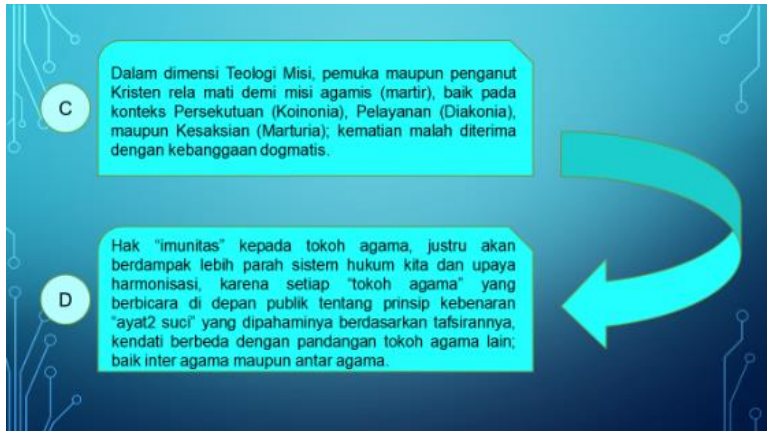 C
Dalam dimensi Teologi Misi, pemuka maupun penganut
Kristen rela mati demi misi agamis (martir), baik pada
konteks Persekutuan (Koinonia), Pelayanan (Diakonia),
maupun Kesaksian (Marturia); kematian malah diterima
dengan kebanggaan dogmatis.
D
Hak “imunitas” kepada tokoh agama, justru akan
berdampak lebih parah sistem hukum kita dan upaya
harmonisasi, karena setiap “tokoh agama” yang
berbicara di depan publik tentang prinsip kebenaran
“ayat2 suci” yang dipahaminya berdasarkan tafsirannya,
kendati berbeda dengan pandangan tokoh agama lain;
baik inter agama maupun antar agama.